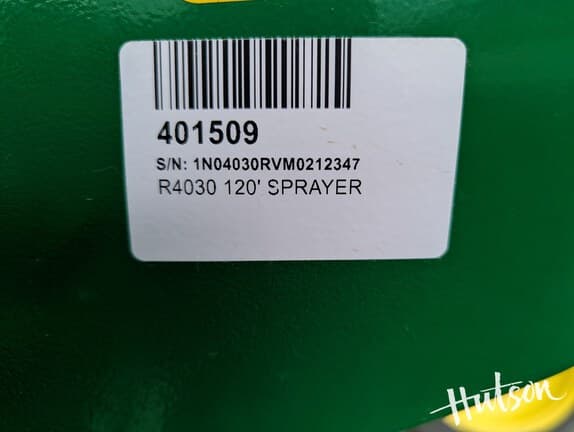 401509
S/N: 1N04030RVM0212347
R4030 120' SPRAYER
Hutson